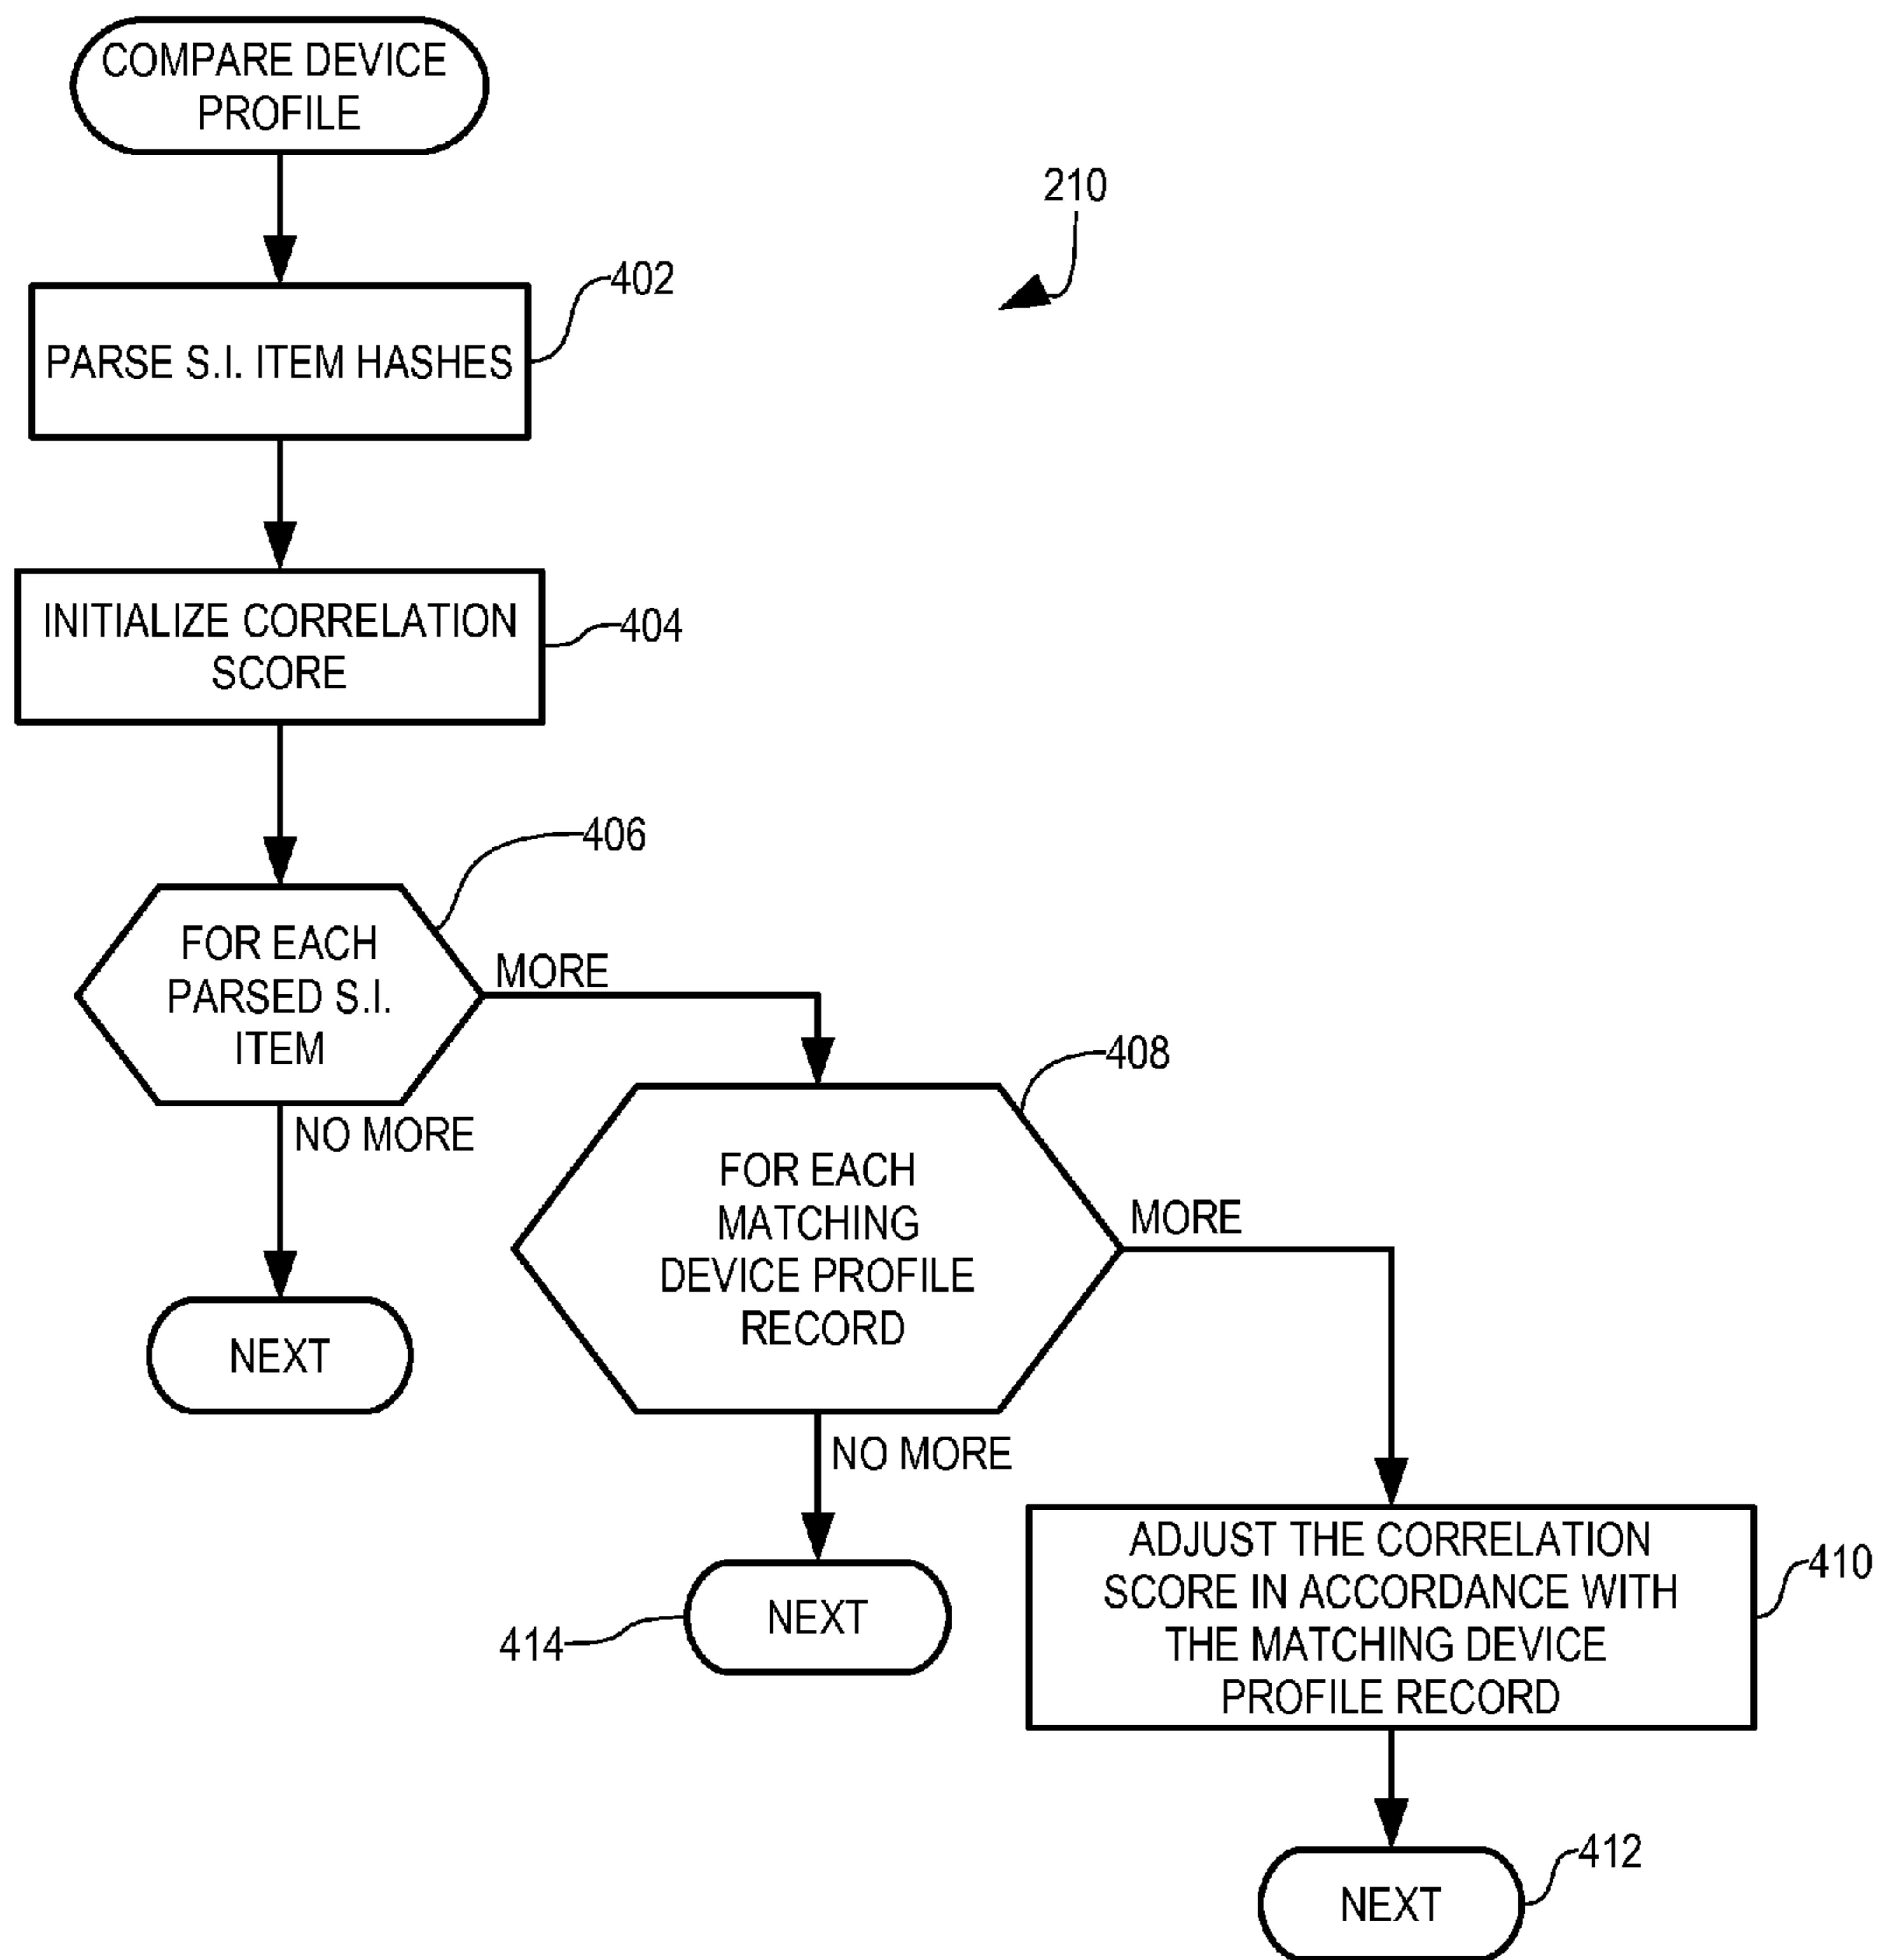 COMPARE DEVICE
PROFILE
210
402
PARSE S.I. ITEM HASHES
INITIALIZE CORRELATION
SCORE
404
406
FOR EACH
PARSED S.I.
ITEM
MORE
NO MORE
NEXT
408
FOR EACH
MATCHING
DEVICE PROFILE
RECORD
MORE
NO MORE
414
NEXT
ADJUST THE CORRELATION
SCORE IN ACCORDANCE WITH
THE MATCHING DEVICE
PROFILE RECORD
410
412
NEXT